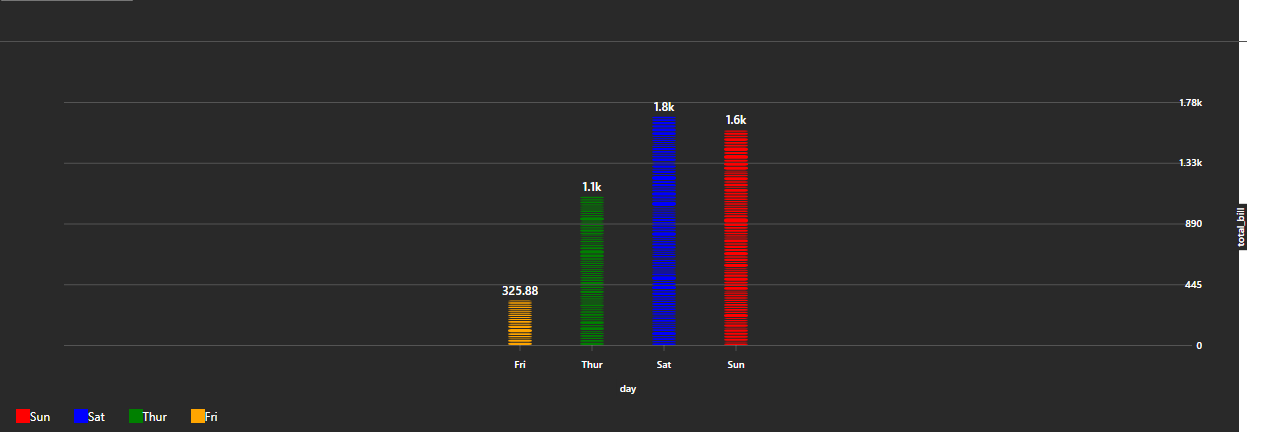 1.78k
1.8k
1.6k
1.33k
1.1k
890
total_bill
445
325.88
0
Fri Thur Sat Sun
day
Sun Sat Thur Fri